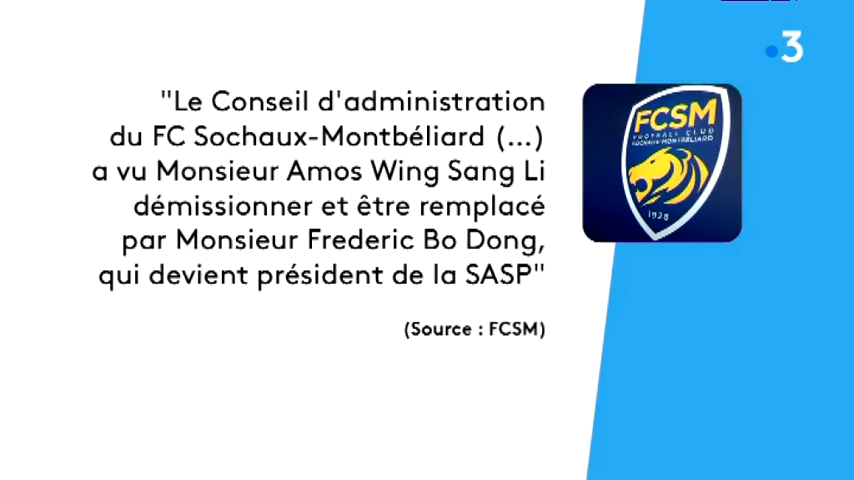 3
"Le Conseil d'administration
du FC Sochaux-Montbéliard (...)
a vu Monsieur Amos Wing Sang Li
démissionner et être remplacé
par Monsieur Frederic Bo Dong,
qui devient président de la SASP"
(Source : FCSM)
FCSM
FOOTBALL CLUB
SOCHAUX-MONTBÉLIARD
1928